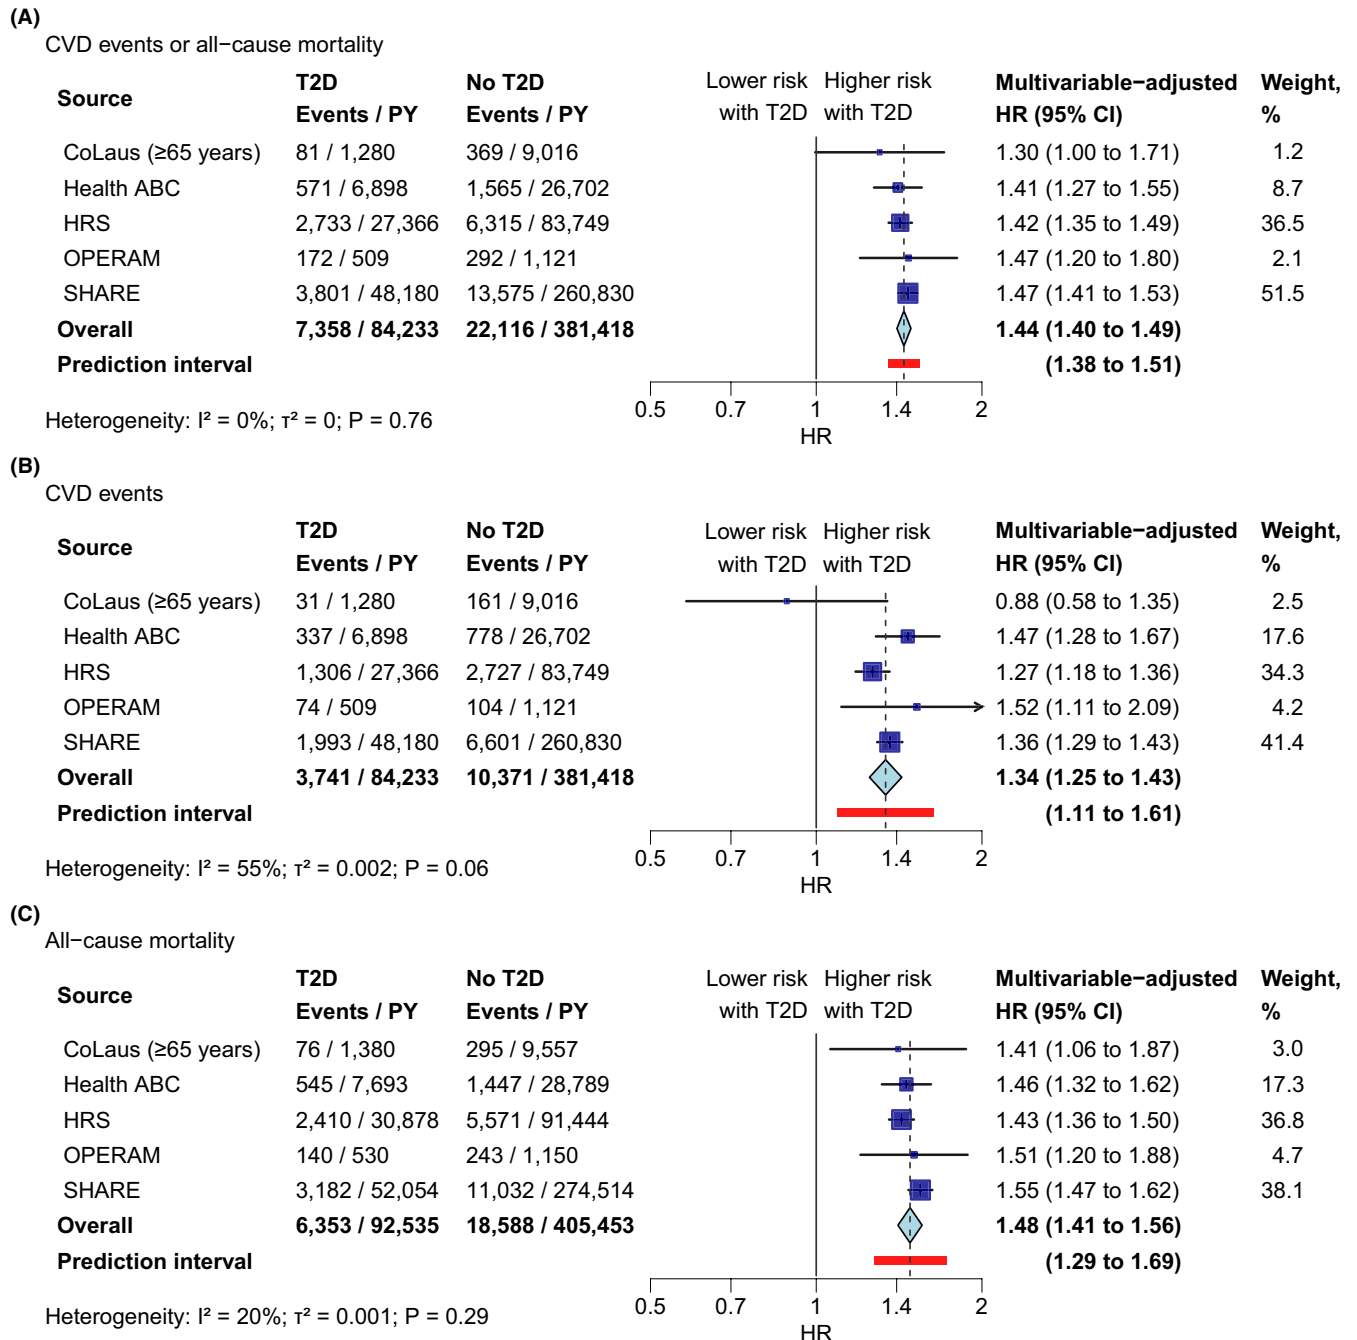 (A)
CVD events or all−cause mortality
Source T2D Events / PY No T2D Events / PY Lower risk with T2D Higher risk with T2D Multivariable−adjusted HR (95% CI) Weight, %
CoLaus (≥65 years) 81 / 1,280 369 / 9,016 1.30 (1.00 to 1.71) 1.2
Health ABC 571 / 6,898 1,565 / 26,702 1.41 (1.27 to 1.55) 8.7
HRS 2,733 / 27,366 6,315 / 83,749 1.42 (1.35 to 1.49) 36.5
OPERAM 172 / 509 292 / 1,121 1.47 (1.20 to 1.80) 2.1
SHARE 3,801 / 48,180 13,575 / 260,830 1.47 (1.41 to 1.53) 51.5
Overall 7,358 / 84,233 22,116 / 381,418 1.44 (1.40 to 1.49)
Prediction interval (1.38 to 1.51)
0.5 0.7 1 1.4 2
Heterogeneity: I² = 0%; τ² = 0; P = 0.76
HR
(B)
CVD events
Source T2D Events / PY No T2D Events / PY Lower risk with T2D Higher risk with T2D Multivariable−adjusted HR (95% CI) Weight, %
CoLaus (≥65 years) 31 / 1,280 161 / 9,016 0.88 (0.58 to 1.35) 2.5
Health ABC 337 / 6,898 778 / 26,702 1.47 (1.28 to 1.67) 17.6
HRS 1,306 / 27,366 2,727 / 83,749 1.27 (1.18 to 1.36) 34.3
OPERAM 74 / 509 104 / 1,121 1.52 (1.11 to 2.09) 4.2
SHARE 1,993 / 48,180 6,601 / 260,830 1.36 (1.29 to 1.43) 41.4
Overall 3,741 / 84,233 10,371 / 381,418 1.34 (1.25 to 1.43)
Prediction interval (1.11 to 1.61)
0.5 0.7 1 1.4 2
Heterogeneity: I² = 55%; τ² = 0.002; P = 0.06
HR
(C)
All−cause mortality
Source T2D Events / PY No T2D Events / PY Lower risk with T2D Higher risk with T2D Multivariable−adjusted HR (95% CI) Weight, %
CoLaus (≥65 years) 76 / 1,380 295 / 9,557 1.41 (1.06 to 1.87) 3.0
Health ABC 545 / 7,693 1,447 / 28,789 1.46 (1.32 to 1.62) 17.3
HRS 2,410 / 30,878 5,571 / 91,444 1.43 (1.36 to 1.50) 36.8
OPERAM 140 / 530 243 / 1,150 1.51 (1.20 to 1.88) 4.7
SHARE 3,182 / 52,054 11,032 / 274,514 1.55 (1.47 to 1.62) 38.1
Overall 6,353 / 92,535 18,588 / 405,453 1.48 (1.41 to 1.56)
Prediction interval (1.29 to 1.69)
0.5 0.7 1 1.4 2
Heterogeneity: I² = 20%; τ² = 0.001; P = 0.29
HR